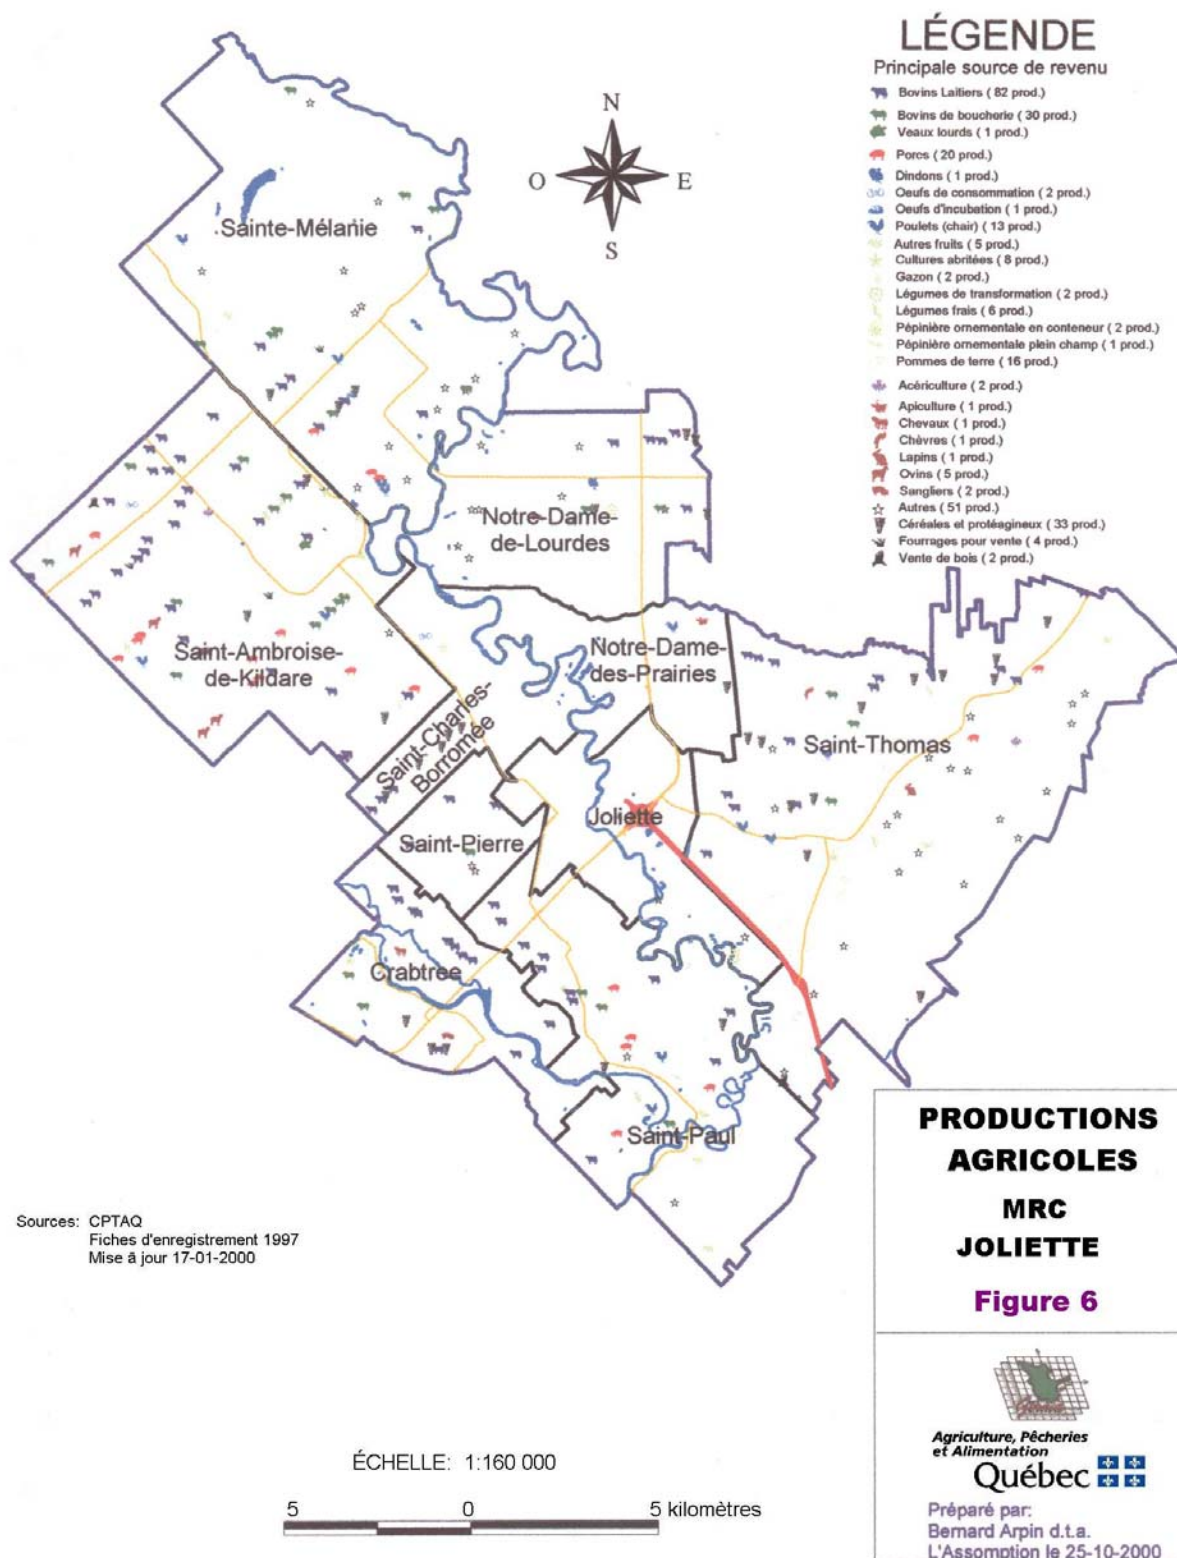 LÉGENDE
Principale source de revenu
Bovins Laitiers ( 82 prod.)
Bovins de boucherie ( 30 prod.)
Veaux lourds ( 1 prod.)
Porcs ( 20 prod.)
Dindons ( 1 prod.)
Oeufs de consommation ( 2 prod.)
Oeufs d'incubation ( 1 prod.)
Poulets (chair) ( 13 prod.)
Autres fruits ( 5 prod.)
Cultures abritées ( 8 prod.)
Gazon ( 2 prod.)
Légumes de transformation ( 2 prod.)
Légumes frais ( 6 prod.)
Pépinière ornementale en conteneur ( 2 prod.)
Pépinière ornementale plein champ ( 1 prod.)
Pommes de terre ( 16 prod.)
Acériculture ( 2 prod.)
Apiculture ( 1 prod.)
Chevaux ( 1 prod.)
Chèvres ( 1 prod.)
Lapins ( 1 prod.)
Ovins ( 5 prod.)
Sangliers ( 2 prod.)
Autres ( 51 prod.)
Céréales et protéagineux ( 33 prod.)
Fourrages pour vente ( 4 prod.)
Vente de bois ( 2 prod.)
N
O
E
S
Sainte-Mélanie
Notre-Dame-
de-Lourdes
Saint-Ambroise-
de-Kildare
Notre-Dame-
des-Prairies
Saint-Charles-
Borromée
Saint-Thomas
Joliette
Saint-Pierre
Crabtree
Saint-Paul
Sources: CPTAQ
Fiches d'enregistrement 1997
Mise à jour 17-01-2000
PRODUCTIONS
AGRICOLES
MRC
JOLIETTE
Figure 6
Agriculture, Pêcheries
et Alimentation
Québec
Préparé par:
Bernard Arpin d.t.a.
L'Assomption le 25-10-2000
ÉCHELLE: 1:160 000
5 0 5 kilomètres